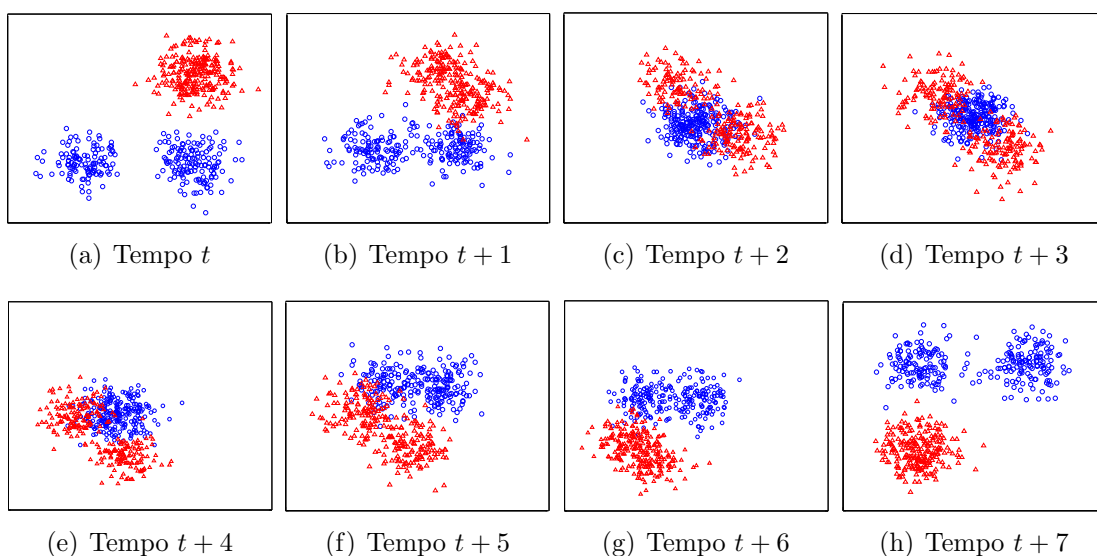 (a) Tempo t
(b) Tempo t + 1
(c) Tempo t + 2
(d) Tempo t + 3
(e) Tempo t + 4
(f) Tempo t + 5
(g) Tempo t + 6
(h) Tempo t + 7